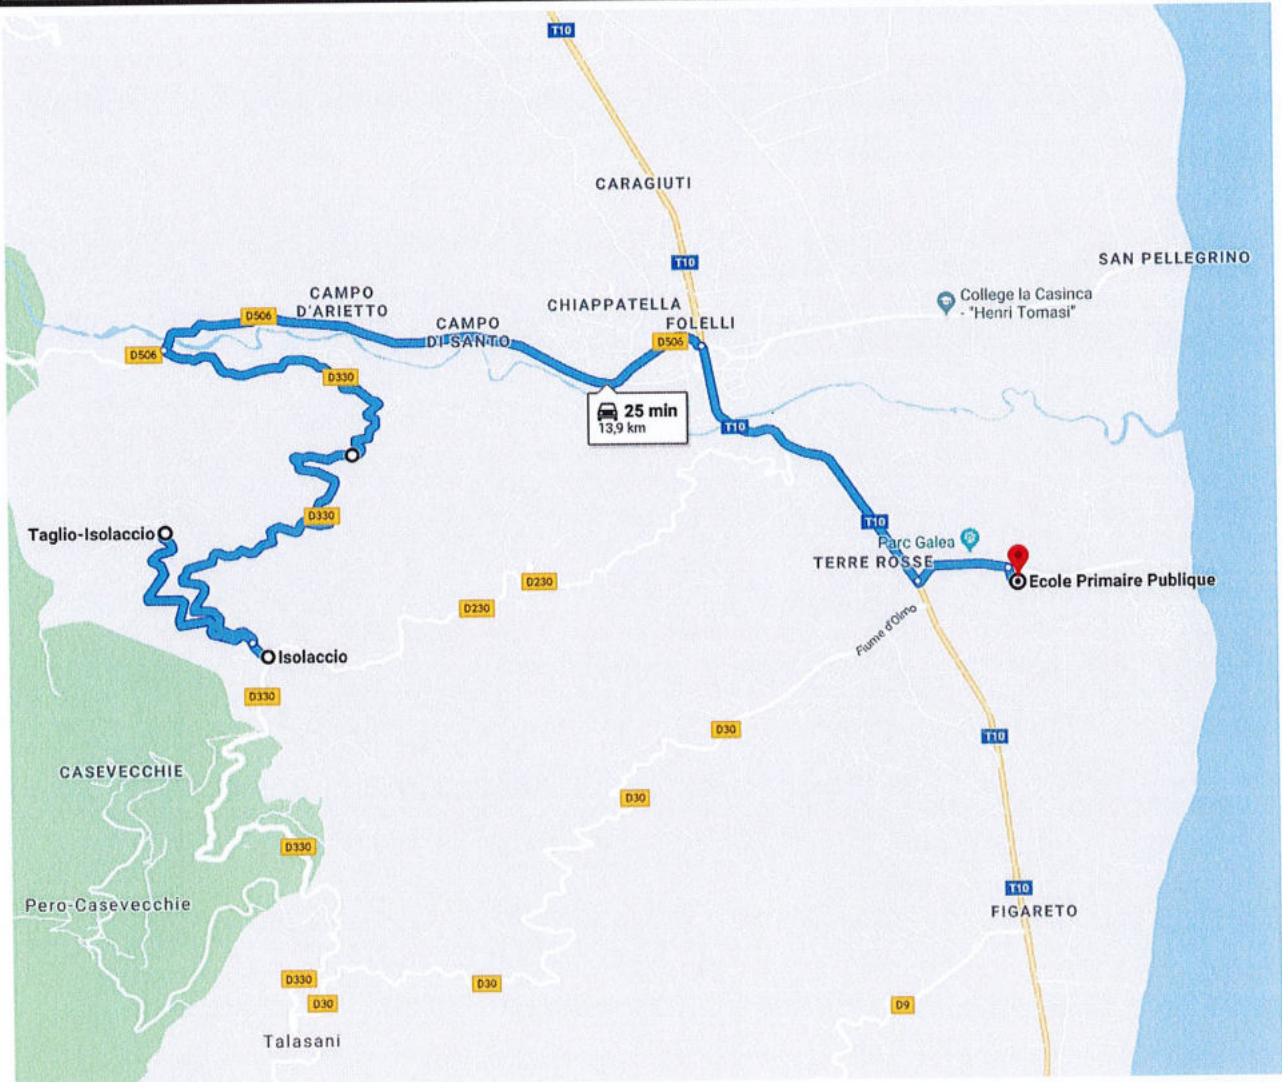 T10
CARAGIUTI
T10
SAN PELLEGRINO
College la Casinca
- "Henri Tomasi"
CAMPO
D'ARIETTO
CHIAPPATELLA
D506
CAMPO
DI SANTO
FOLELLI
D506
D506
D330
25 min
13,9 km
T10
D330
T10
Taglio-Isolaccio
Parc Galea
TERRE ROSSE
Ecole Primaire Publique
D230
D230
Fiume d'Olmo
Isolaccio
D330
D30
T10
CASEVECCHIE
D30
D330
T10
Pero-Casevecchie
FIGARETO
D330
D30
D30
D9
Talasani